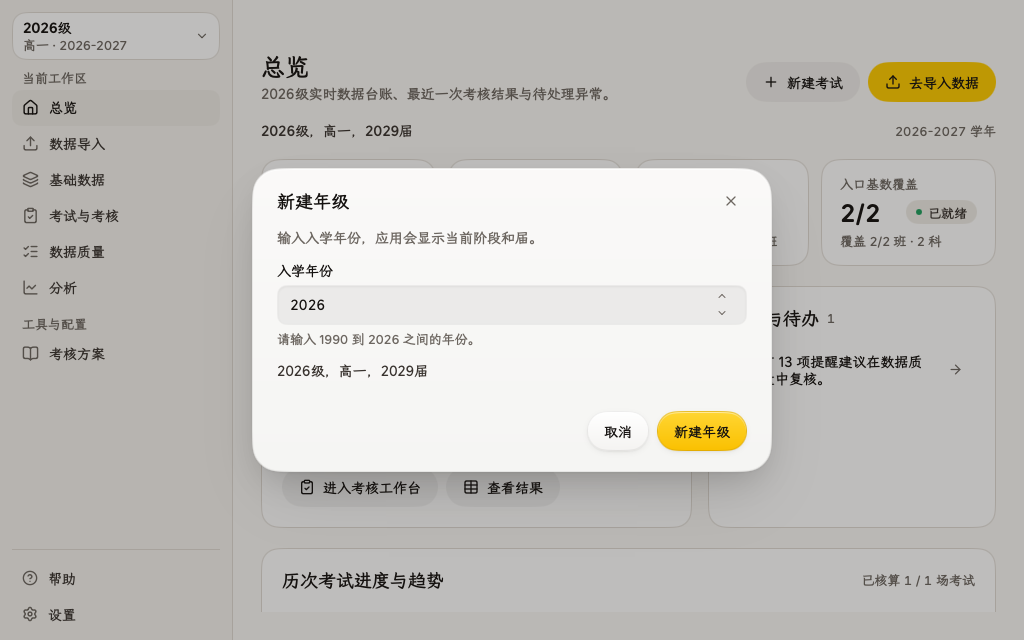 2026级
高一 · 2026-2027
当前工作区
总览
数据导入
基础数据
考试与考核
数据质量
分析
工具与配置
考核方案
帮助
设置
总览
2026级实时数据台账、最近一次考核结果与待处理异常。
新建考试
去导入数据
2026级，高一，2029届
2026-2027 学年
入口基数覆盖
2/2
已就绪
覆盖 2/2 班 · 2 科
班
新建年级
输入入学年份，应用会显示当前阶段和届。
入学年份
2026
请输入 1990 到 2026 之间的年份。
2026级，高一，2029届
取消
新建年级
与待办 1
13 项提醒建议在数据质
中复核。
进入考核工作台
查看结果
历次考试进度与趋势
已核算 1 / 1 场考试